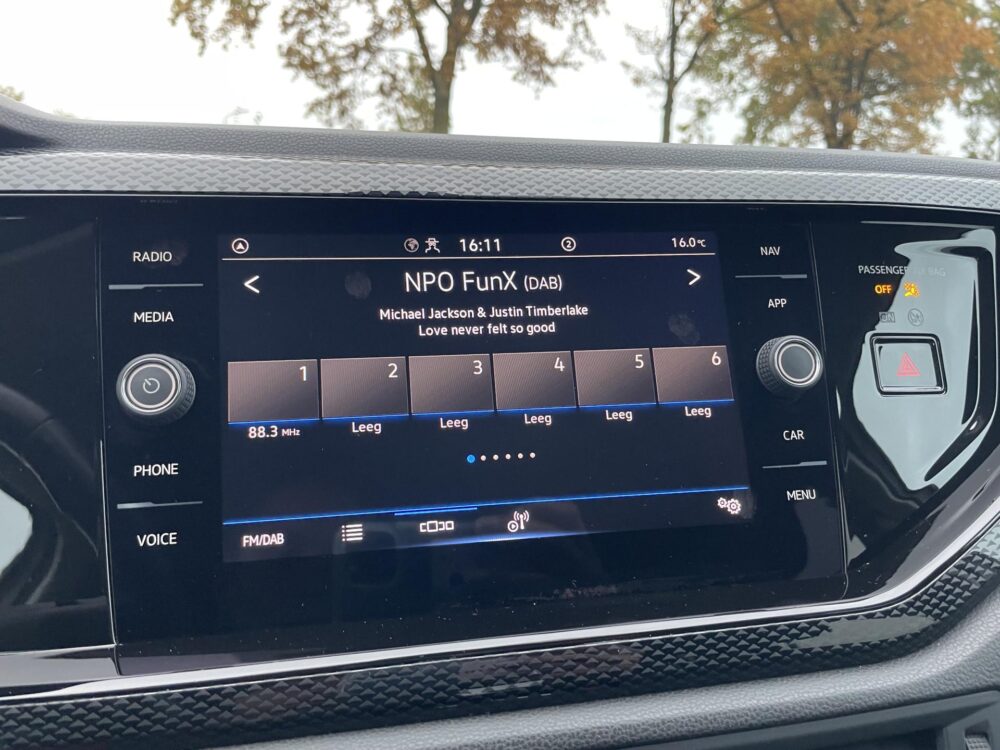 RADIO
MEDIA
PHONE
VOICE
16:11
2
16.0°C
<
NPO FunX (DAB)
>
Michael Jackson & Justin Timberlake
Love never felt so good
1
2
3
4
5
6
88.3 MHz
Leeg
Leeg
Leeg
Leeg
Leeg
FM/DAB
NAV
APP
CAR
MENU
PASSENGER AIR BAG
OFF
ON